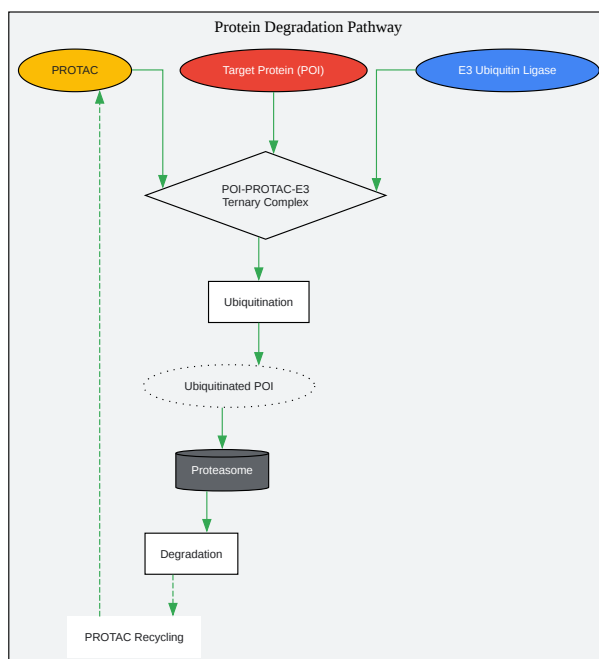 Protein Degradation Pathway
PROTAC
Target Protein (POI)
E3 Ubiquitin Ligase
POI-PROTAC-E3
Ternary Complex
Ubiquitination
Ubiquitinated POI
Proteasome
Degradation
PROTAC Recycling